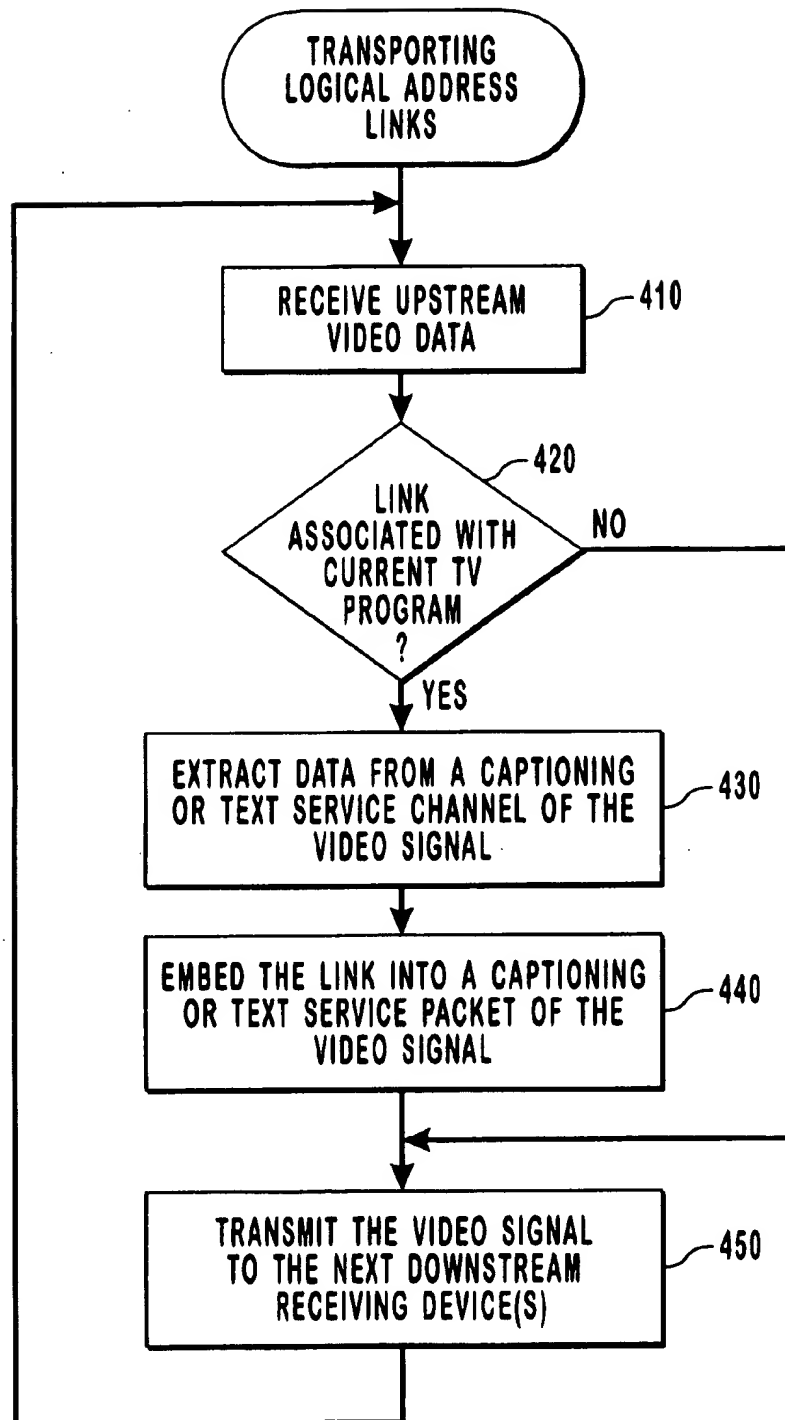 TRANSPORTING
LOGICAL ADDRESS
LINKS
RECEIVE UPSTREAM
VIDEO DATA
410
420
LINK
ASSOCIATED WITH
CURRENT TV
PROGRAM
?
NO
YES
EXTRACT DATA FROM A CAPTIONING
OR TEXT SERVICE CHANNEL OF THE
VIDEO SIGNAL
430
EMBED THE LINK INTO A CAPTIONING
OR TEXT SERVICE PACKET OF THE
VIDEO SIGNAL
440
TRANSMIT THE VIDEO SIGNAL
TO THE NEXT DOWNSTREAM
RECEIVING DEVICE(S)
450